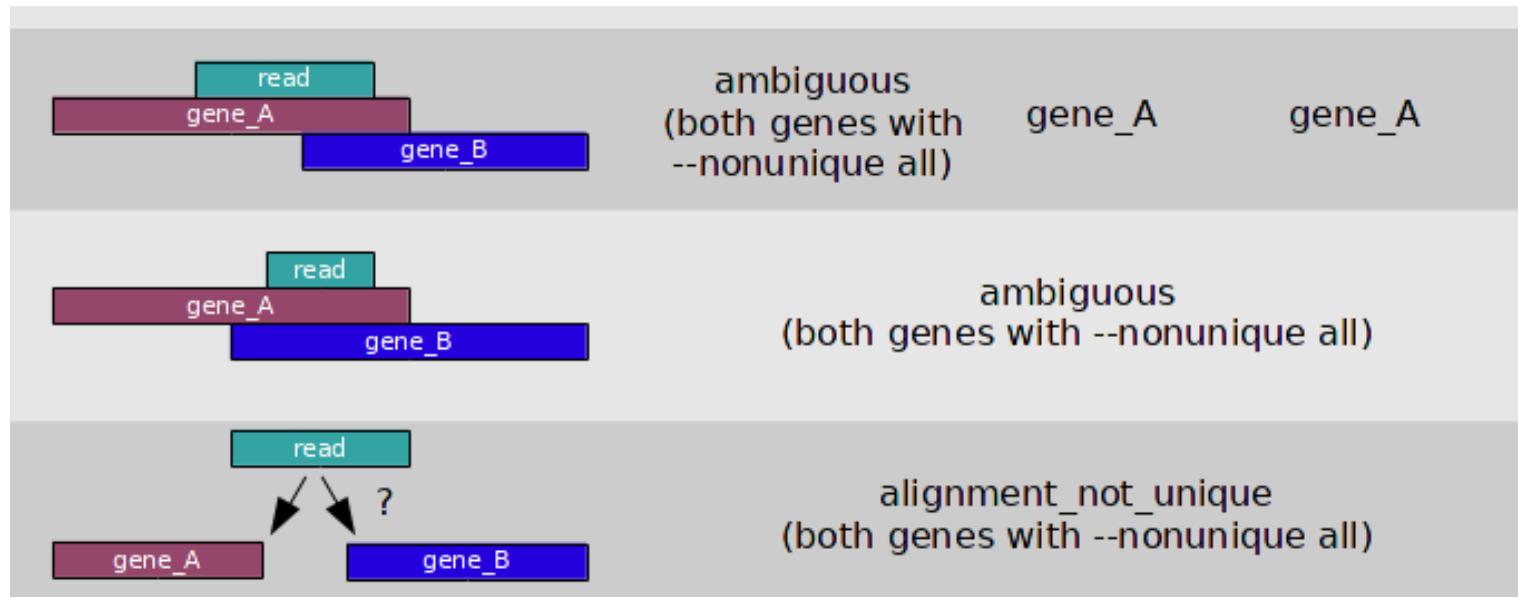 read
gene_A
gene_B
ambiguous
(both genes with
--nonunique all)
gene_A
gene_A
read
gene_A
gene_B
ambiguous
(both genes with --nonunique all)
read
?
gene_A
gene_B
alignment_not_unique
(both genes with --nonunique all)